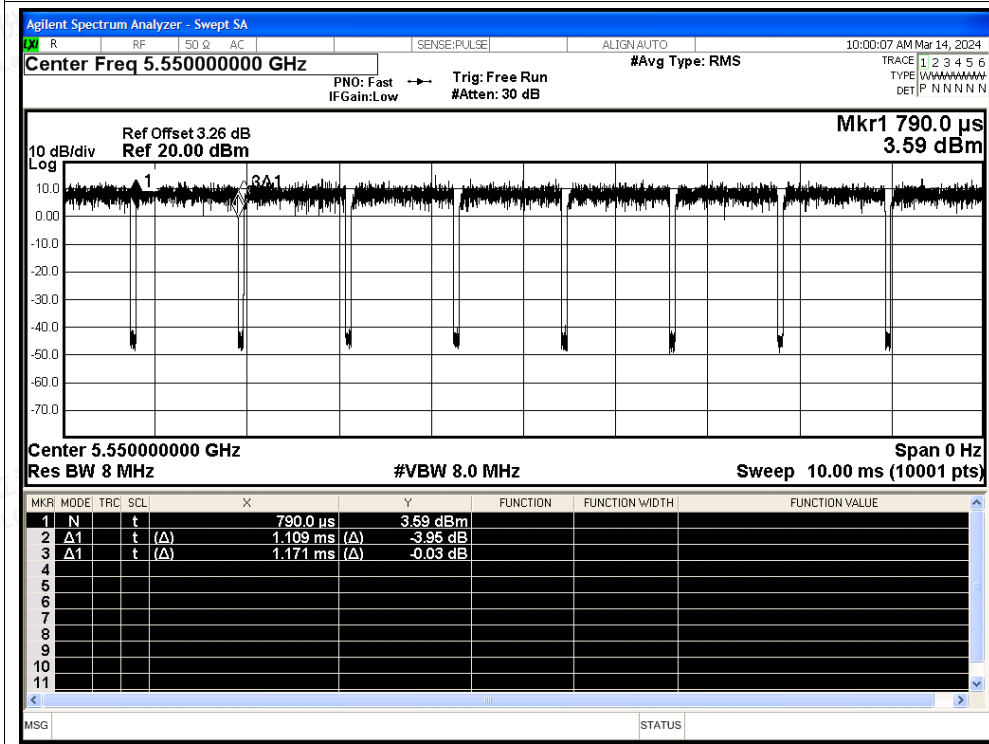 Agilent Spectrum Analyzer - Swept SA
LXI R RF 50 Ω AC SENSE:PULSE ALIGN AUTO 10:00:07 AM Mar 14, 2024
Center Freq 5.550000000 GHz
PNO: Fast
IFGain:Low
Trig: Free Run
#Atten: 30 dB
#Avg Type: RMS
TRACE 1 2 3 4 5 6
TYPE W
DET P N N N N N
Mkr1 790.0 µs
3.59 dBm
Ref Offset 3.26 dB
10 dB/div Ref 20.00 dBm
Log
1 3Δ1
10.0
0.00
-10.0
-20.0
-30.0
-40.0
-50.0
-60.0
-70.0
Center 5.550000000 GHz Span 0 Hz
Res BW 8 MHz #VBW 8.0 MHz Sweep 10.00 ms (10001 pts)
MKR MODE TRC SCL X Y FUNCTION FUNCTION WIDTH FUNCTION VALUE
1 N t 790.0 µs 3.59 dBm
2 Δ1 t (Δ) 1.109 ms (Δ) -3.95 dB
3 Δ1 t (Δ) 1.171 ms (Δ) -0.03 dB
4
5
6
7
8
9
10
11
MSG STATUS